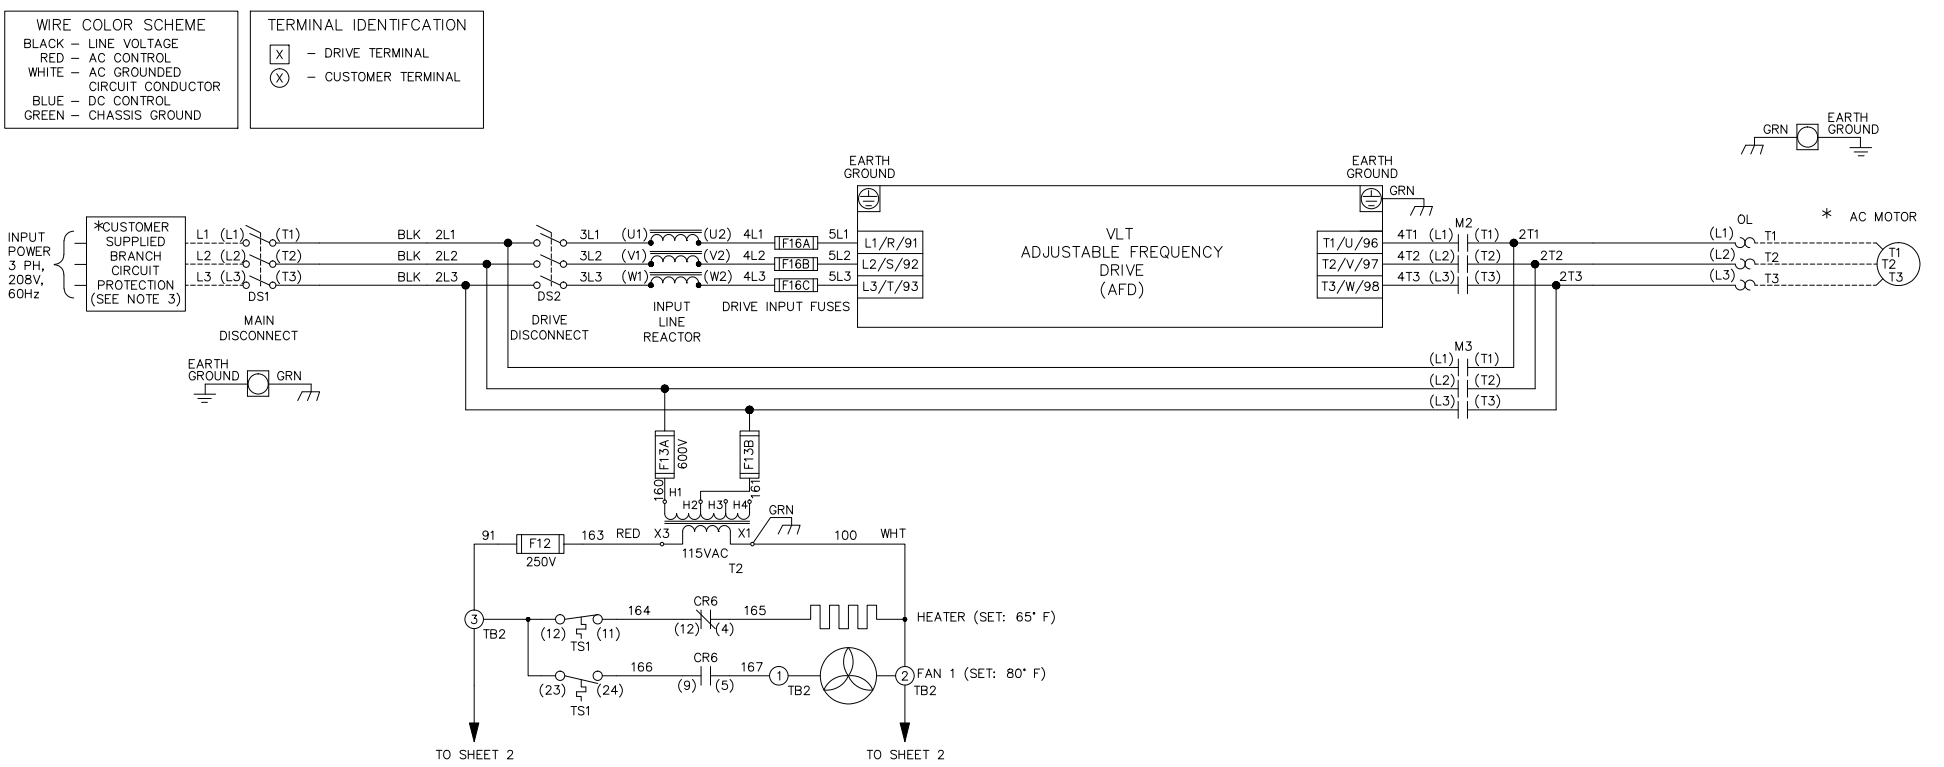 WIRE COLOR SCHEME
BLACK – LINE VOLTAGE
RED – AC CONTROL
WHITE – AC GROUNDED
CIRCUIT CONDUCTOR
BLUE – DC CONTROL
GREEN – CHASSIS GROUND
TERMINAL IDENTIFCATION
X – DRIVE TERMINAL
X – CUSTOMER TERMINAL
GRN
EARTH
GROUND
INPUT
POWER
3 PH,
208V,
60Hz
*CUSTOMER
SUPPLIED
BRANCH
CIRCUIT
PROTECTION
(SEE NOTE 3)
L1 (L1) (T1)
L2 (L2) (T2)
L3 (L3) (T3)
DS1
MAIN
DISCONNECT
BLK 2L1
BLK 2L2
BLK 2L3
DS2
DRIVE
DISCONNECT
3L1 (U1) (U2) 4L1 F16A 5L1
3L2 (V1) (V2) 4L2 F16B 5L2
3L3 (W1) (W2) 4L3 F16C 5L3
INPUT
LINE
REACTOR
DRIVE INPUT FUSES
EARTH
GROUND
L1/R/91
L2/S/92
L3/T/93
VLT
ADJUSTABLE FREQUENCY
DRIVE
(AFD)
EARTH
GROUND
GRN
T1/U/96
T2/V/97
T3/W/98
M2
4T1 (L1) (T1) 2T1
4T2 (L2) (T2) 2T2
4T3 (L3) (T3) 2T3
OL
(L1) T1
(L2) T2
(L3) T3
* AC MOTOR
T1
T2
T3
M3
(L1) (T1)
(L2) (T2)
(L3) (T3)
EARTH
GROUND
GRN
F13A
600V
F13B
160
161
H1
H2 H3 H4
GRN
91 F12 163 RED X3 X1 100 WHT
250V
115VAC
T2
3
TB2
(12) (11)
TS1
164
CR6
(12) (4)
165
HEATER (SET: 65° F)
(23) (24)
TS1
166
CR6
(9) (5)
167
1
TB2
2
TB2
FAN 1 (SET: 80° F)
TO SHEET 2
TO SHEET 2